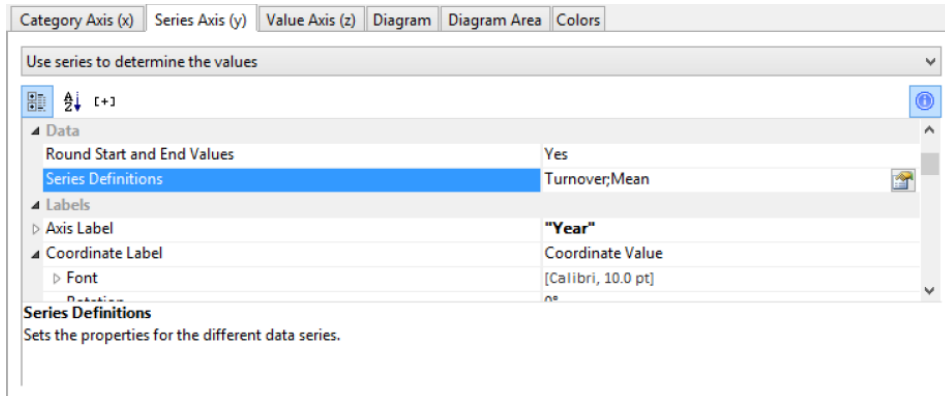 Category Axis (x) Series Axis (y) Value Axis (z) Diagram Diagram Area Colors
Use series to determine the values
[+]
Data
Round Start and End Values Yes
Series Definitions Turnover;Mean
Labels
Axis Label "Year"
Coordinate Label Coordinate Value
Font [Calibri, 10.0 pt]
Rotation 0°
Series Definitions
Sets the properties for the different data series.